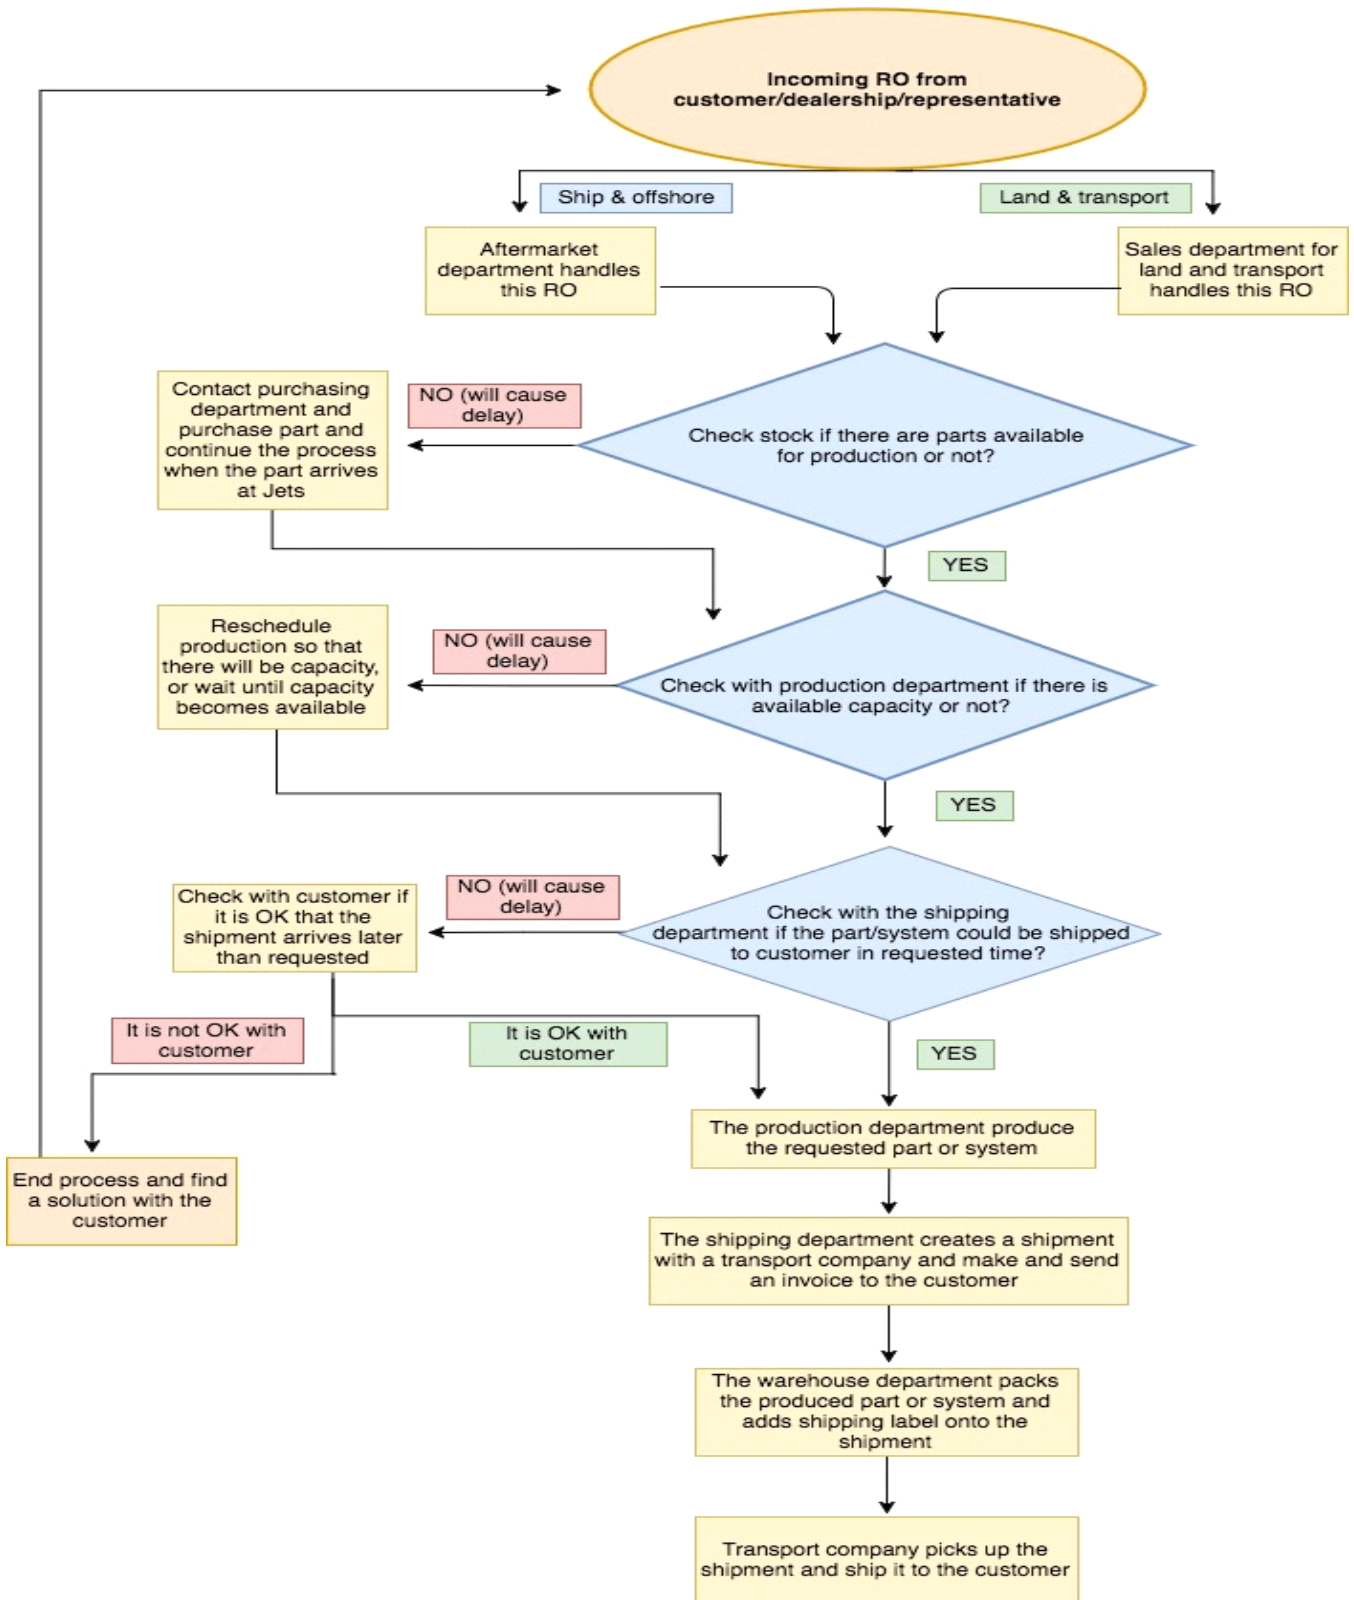 Incoming RO from
customer/dealership/representative
Ship & offshore
Land & transport
Aftermarket
department handles
this RO
Sales department for
land and transport
handles this RO
Contact purchasing
department and
purchase part and
continue the process
when the part arrives
at Jets
NO (will cause
delay)
Check stock if there are parts available
for production or not?
YES
Reschedule
production so that
there will be capacity,
or wait until capacity
becomes available
NO (will cause
delay)
Check with production department if there is
available capacity or not?
YES
Check with customer if
it is OK that the
shipment arrives later
than requested
NO (will cause
delay)
Check with the shipping
department if the part/system could be shipped
to customer in requested time?
It is not OK with
customer
It is OK with
customer
YES
The production department produce
the requested part or system
End process and find
a solution with the
customer
The shipping department creates a shipment
with a transport company and make and send
an invoice to the customer
The warehouse department packs
the produced part or system and
adds shipping label onto the
shipment
Transport company picks up the
shipment and ship it to the customer